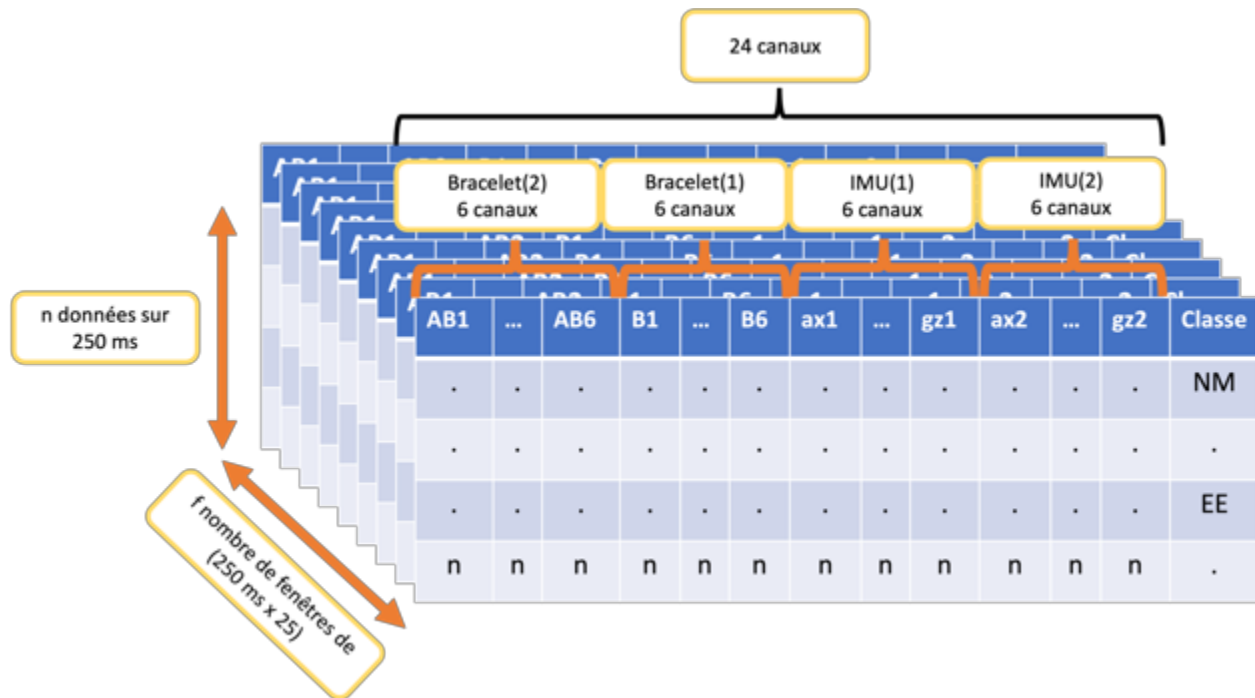 24 canaux
Bracelet(2)
6 canaux
Bracelet(1)
6 canaux
IMU(1)
6 canaux
IMU(2)
6 canaux
n données sur
250 ms
f nombre de fenêtres de
(250 ms x 25)
AB1 ... AB6 B1 ... B6 ax1 ... gz1 ax2 ... gz2 Classe
. . . . . . . . . . . . NM
. . . . . . . . . . . . .
. . . . . . . . . . . . EE
n n n n n n n n n n n n .